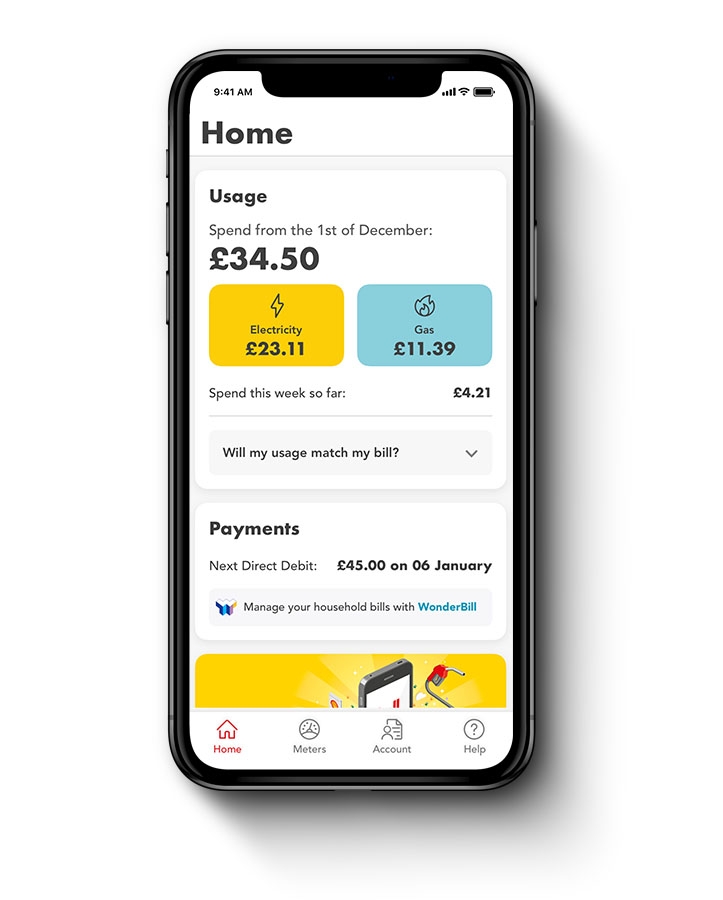 9:41 AM
Home
Usage
Spend from the 1st of December:
£34.50
Electricity
£23.11
Gas
£11.39
Spend this week so far:
£4.21
Will my usage match my bill?
Payments
Next Direct Debit:
£45.00 on 06 January
Manage your household bills with WonderBill
Home
Meters
Account
Help